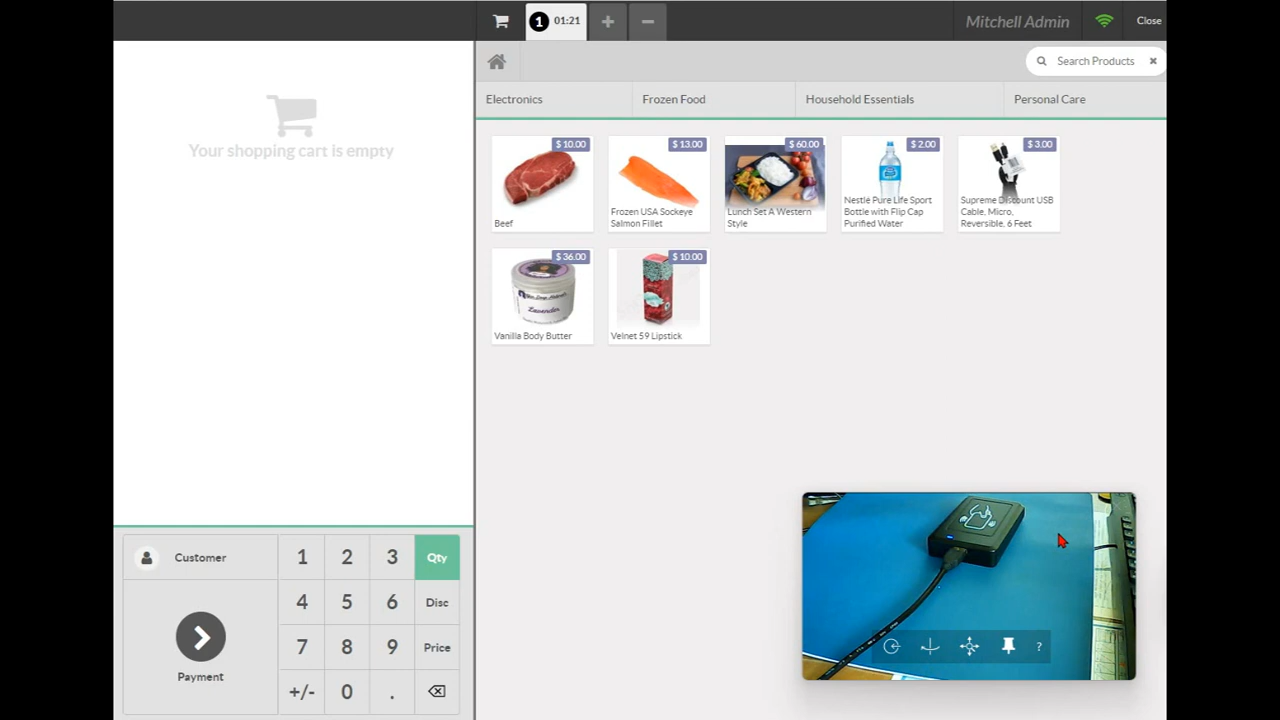 1 01:21 + −
Mitchell Admin
Close
Search Products
Electronics
Frozen Food
Household Essentials
Personal Care
Your shopping cart is empty
$ 10.00
Beef
$ 13.00
Frozen USA Sockeye
Salmon Fillet
$ 60.00
Lunch Set A Western
Style
$ 2.00
Nestle Pure Life Sport
Bottle with Flip Cap
Purified Water
$ 3.00
Supreme Discount USB
Cable, Micro,
Reversible, 6 Feet
$ 36.00
Lavender
Vanilla Body Butter
$ 10.00
Velnet 59 Lipstick
Customer
Payment
1 2 3 Qty
4 5 6 Disc
7 8 9 Price
+/- 0 .
?